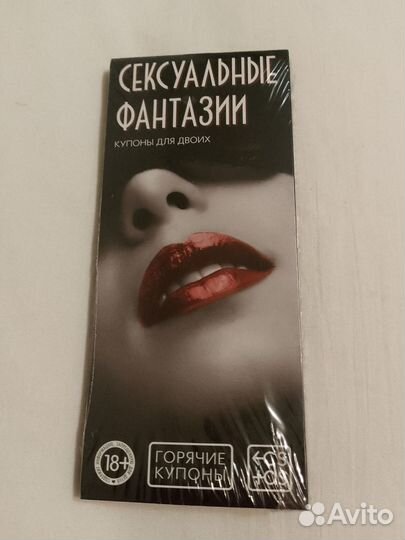 СЕКСУАЛЬНЫЕ
ФАНТАЗИИ
КУПОНЫ ДЛЯ ДВОИХ
18+
ГОРЯЧИЕ
КУПОНЫ
Avito